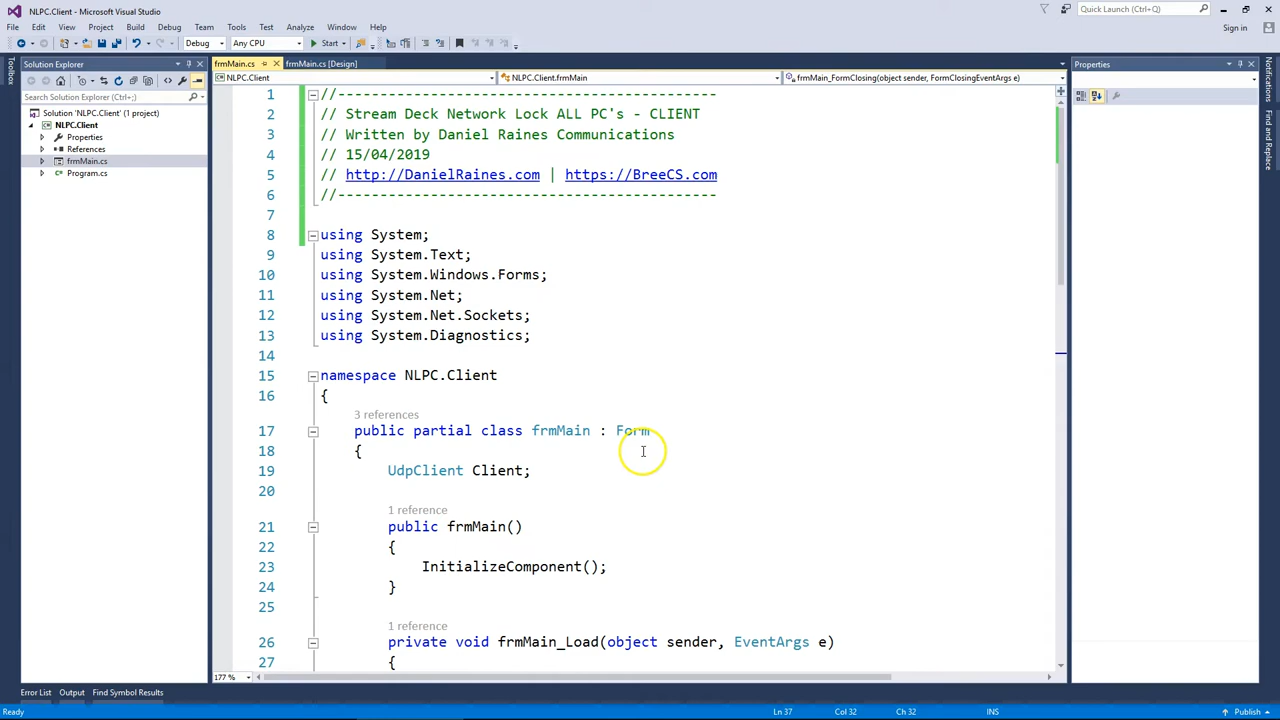 NLPC.Client - Microsoft Visual Studio
Quick Launch (Ctrl+Q)
File Edit View Project Build Debug Team Tools Test Analyze Window Help
Sign in
Debug Any CPU Start
Toolbox
Solution Explorer
Search Solution Explorer (Ctrl+;)
Solution 'NLPC.Client' (1 project)
NLPC.Client
Properties
References
frmMain.cs
Program.cs
frmMain.cs frmMain.cs [Design]
NLPC.Client NLPC.Client.frmMain frmMain_FormClosing(object sender, FormClosingEventArgs e)
1 //---------------------------------------------
2 // Stream Deck Network Lock ALL PC's - CLIENT
3 // Written by Daniel Raines Communications
4 // 15/04/2019
5 // http://DanielRaines.com | https://BreeCS.com
6 //---------------------------------------------
7
8 using System;
9 using System.Text;
10 using System.Windows.Forms;
11 using System.Net;
12 using System.Net.Sockets;
13 using System.Diagnostics;
14
15 namespace NLPC.Client
16 {
3 references
17 public partial class frmMain : Form
18 {
19 UdpClient Client;
20
1 reference
21 public frmMain()
22 {
23 InitializeComponent();
24 }
25
1 reference
26 private void frmMain_Load(object sender, EventArgs e)
27 {
177 %
Properties
Notifications
Find and Replace
Error List Output Find Symbol Results
Ready Ln 37 Col 32 Ch 32 INS Publish